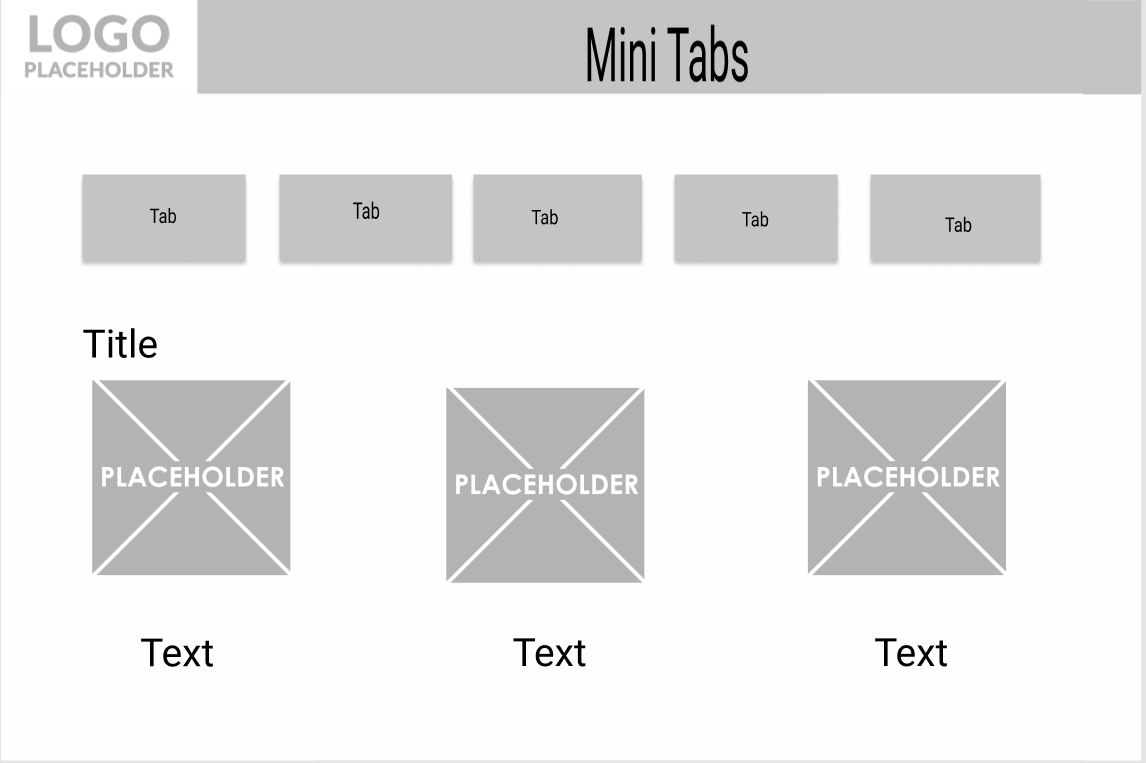 LOGO
PLACEHOLDER
Mini Tabs
Tab
Tab
Tab
Tab
Tab
Title
PLACEHOLDER
PLACEHOLDER
PLACEHOLDER
Text
Text
Text